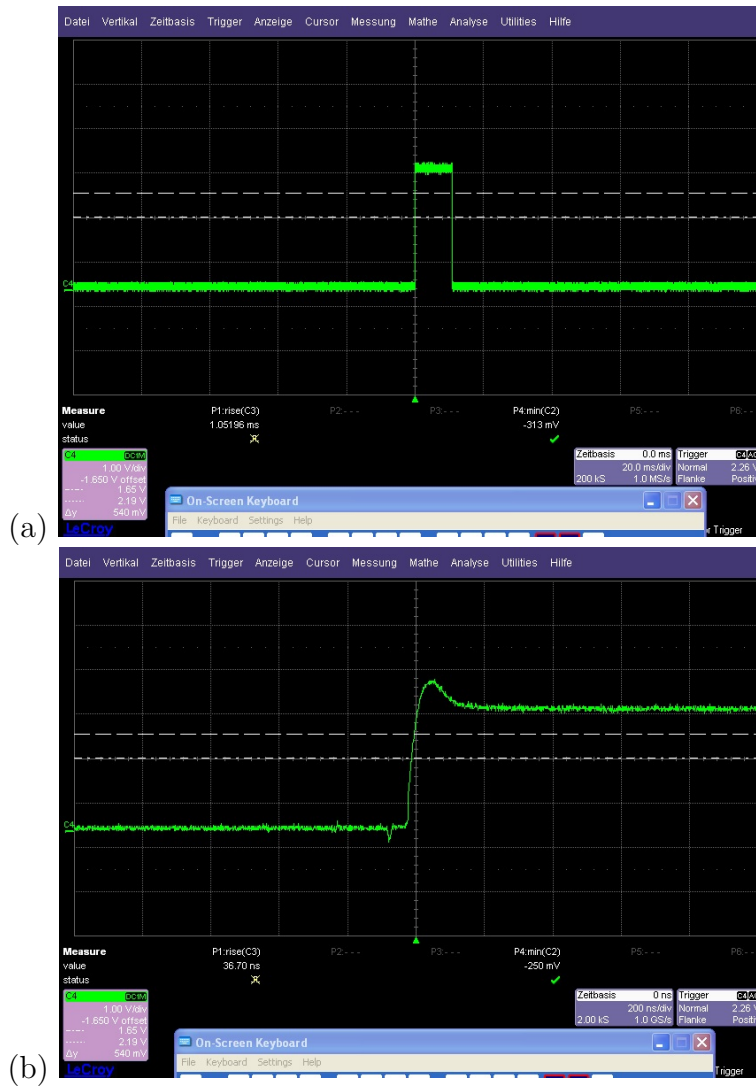 Datei Vertikal Zeitbasis Trigger Anzeige Cursor Messung Mathe Analyse Utilities Hilfe
C4
Measure P1:rise(C3) P2:- - - P3:- - - P4:min(C2) P5:- - - P6:- -
value 1.05196 ms -313 mV
status
C4 DC1M
1.00 V/div
-1.650 V offset
1.65 V
2.19 V
Δy 540 mV
Zeitbasis 0.0 ms
20.0 ms/div
200 kS 1.0 MS/s
Trigger C4
Normal 2.26 V
Flanke Positi
On-Screen Keyboard
File Keyboard Settings Help
LeCroy
Trigger
(a)
Datei Vertikal Zeitbasis Trigger Anzeige Cursor Messung Mathe Analyse Utilities Hilfe
C4
Measure P1:rise(C3) P2:- - - P3:- - - P4:min(C2) P5:- - - P6:- -
value 36.70 ns -250 mV
status
C4 DC1M
1.00 V/div
-1.650 V offset
1.65 V
2.19 V
Δy 540 mV
Zeitbasis 0 ns
200 ns/div
2.00 kS 1.0 GS/s
Trigger C4
Normal 2.26 V
Flanke Positi
On-Screen Keyboard
File Keyboard Settings Help
LeCroy
Trigger
(b)